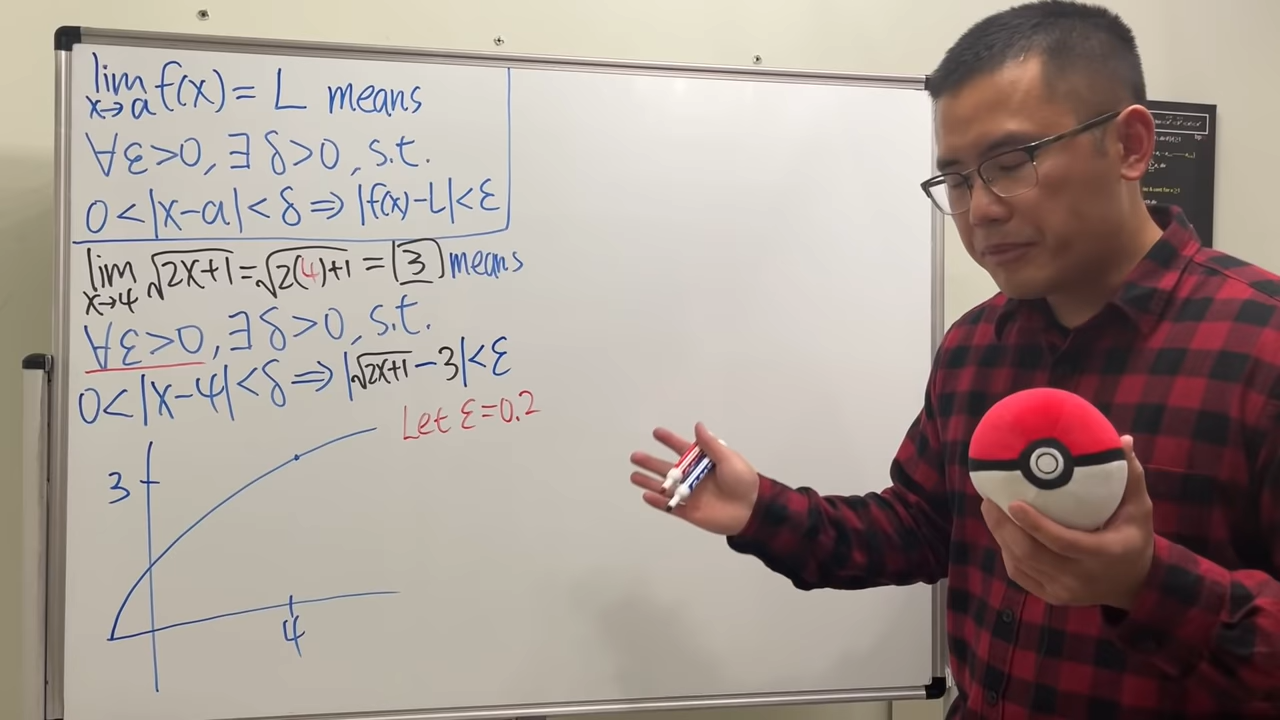 lim x→a f(x) = L means
∀ε>0, ∃ δ>0, s.t.
0<|x-a|<δ ⇒ |f(x)-L|<ε
lim x→4 √(2x+1) = √(2(4)+1) = 3 means
∀ε>0, ∃ δ>0, s.t.
0<|x-4|<δ ⇒ |√(2x+1) - 3|<ε
Let ε=0.2
3
4